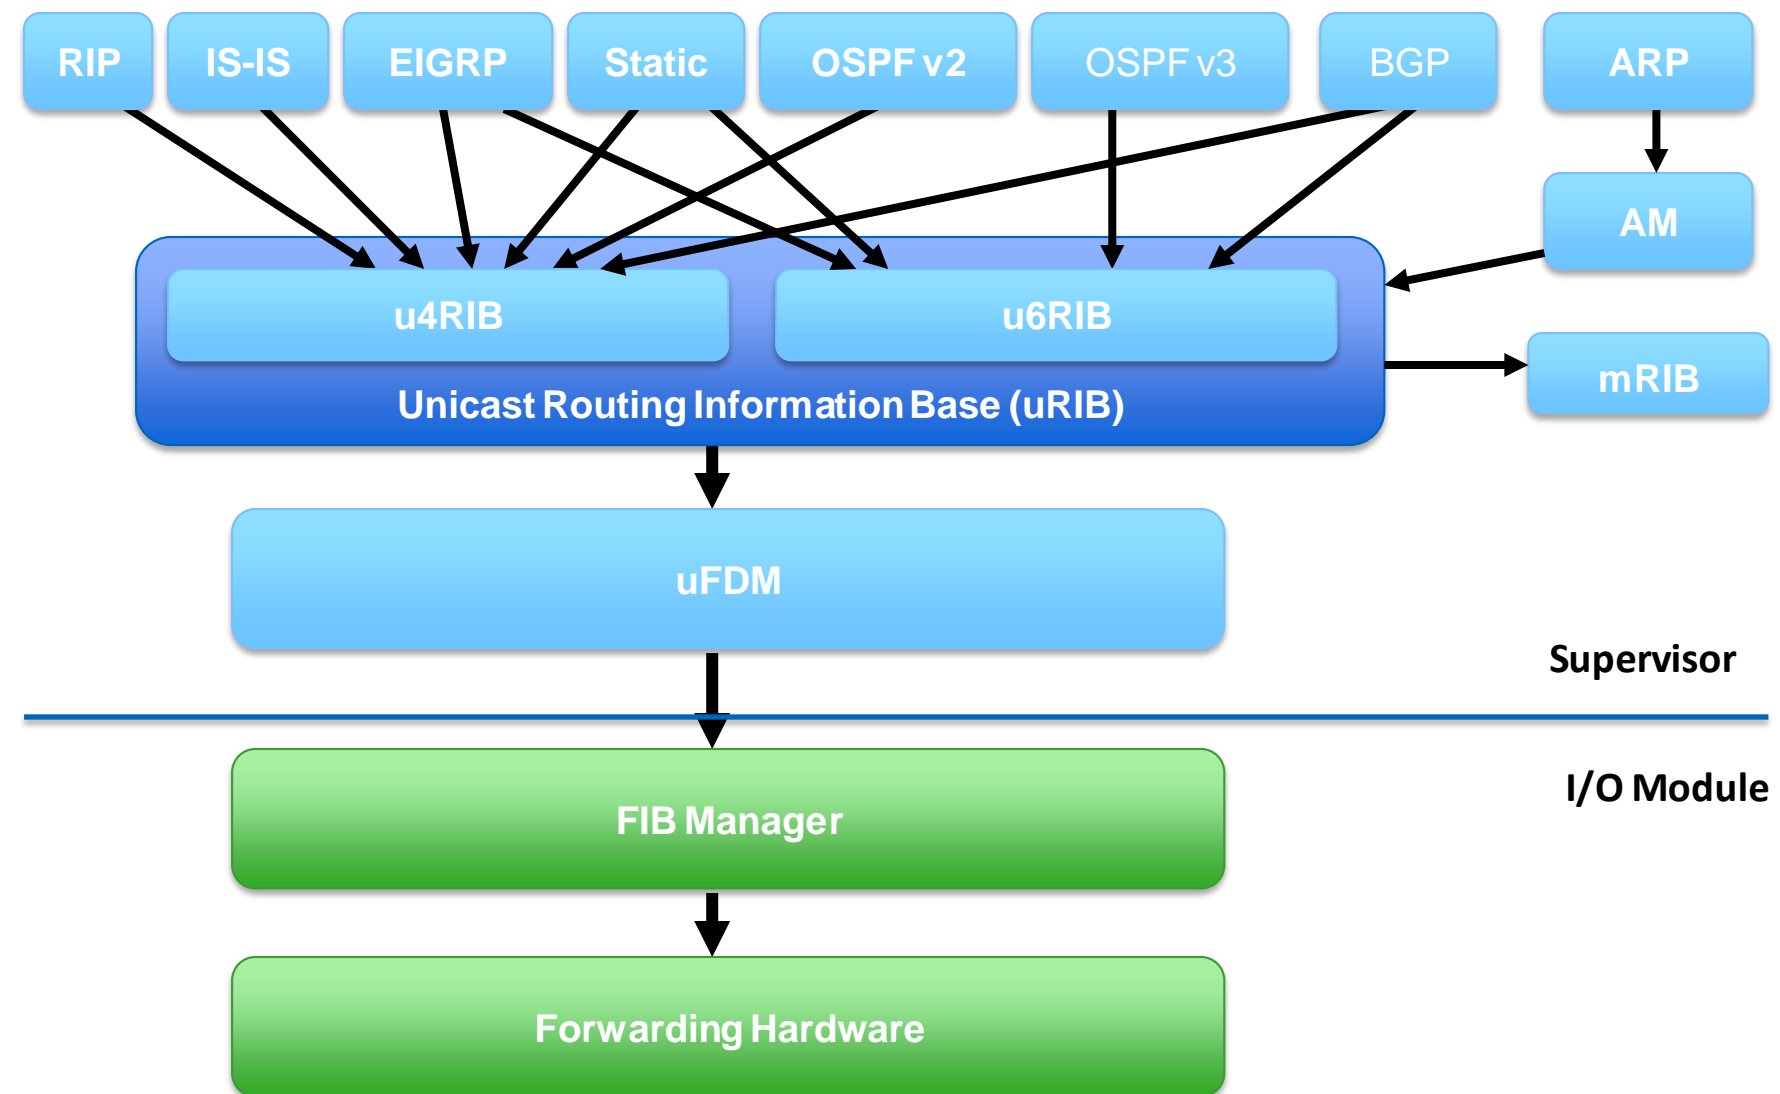 RIP
IS-IS
EIGRP
Static
OSPF v2
OSPF v3
BGP
ARP
AM
u4RIB
u6RIB
mRIB
Unicast Routing Information Base (uRIB)
uFDM
Supervisor
I/O Module
FIB Manager
Forwarding Hardware